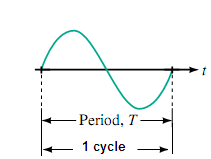 t
Period, T
1 cycle